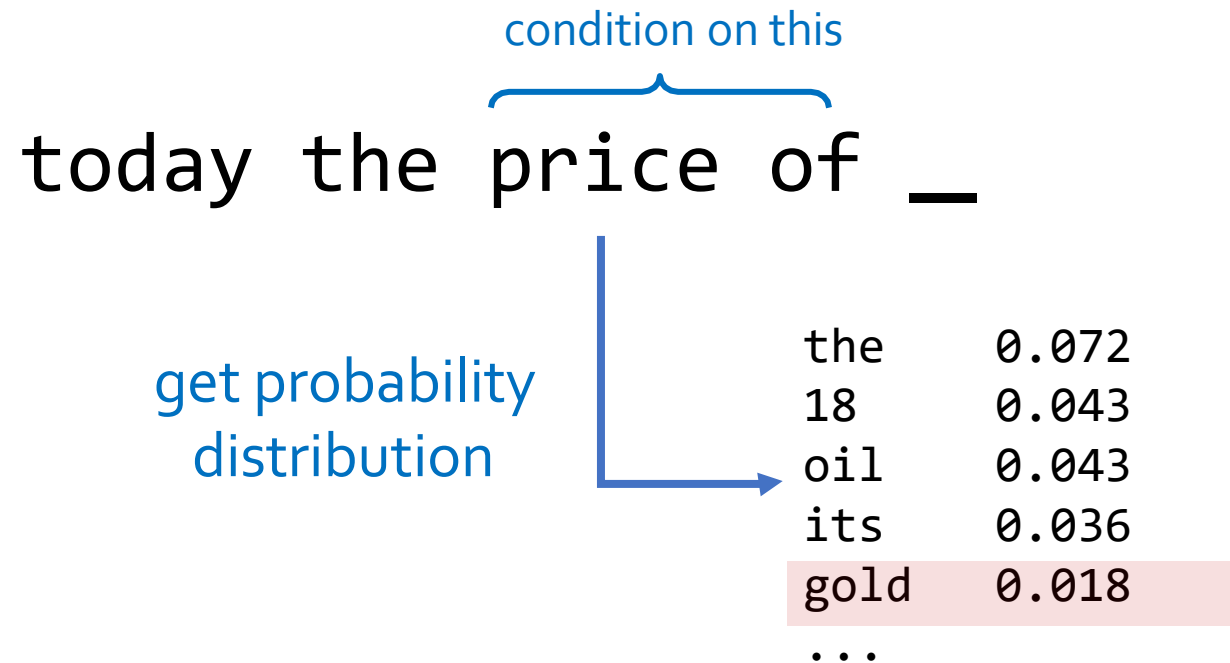 condition on this
today the price of _
get probability
distribution
the 0.072
18 0.043
oil 0.043
its 0.036
gold 0.018
...